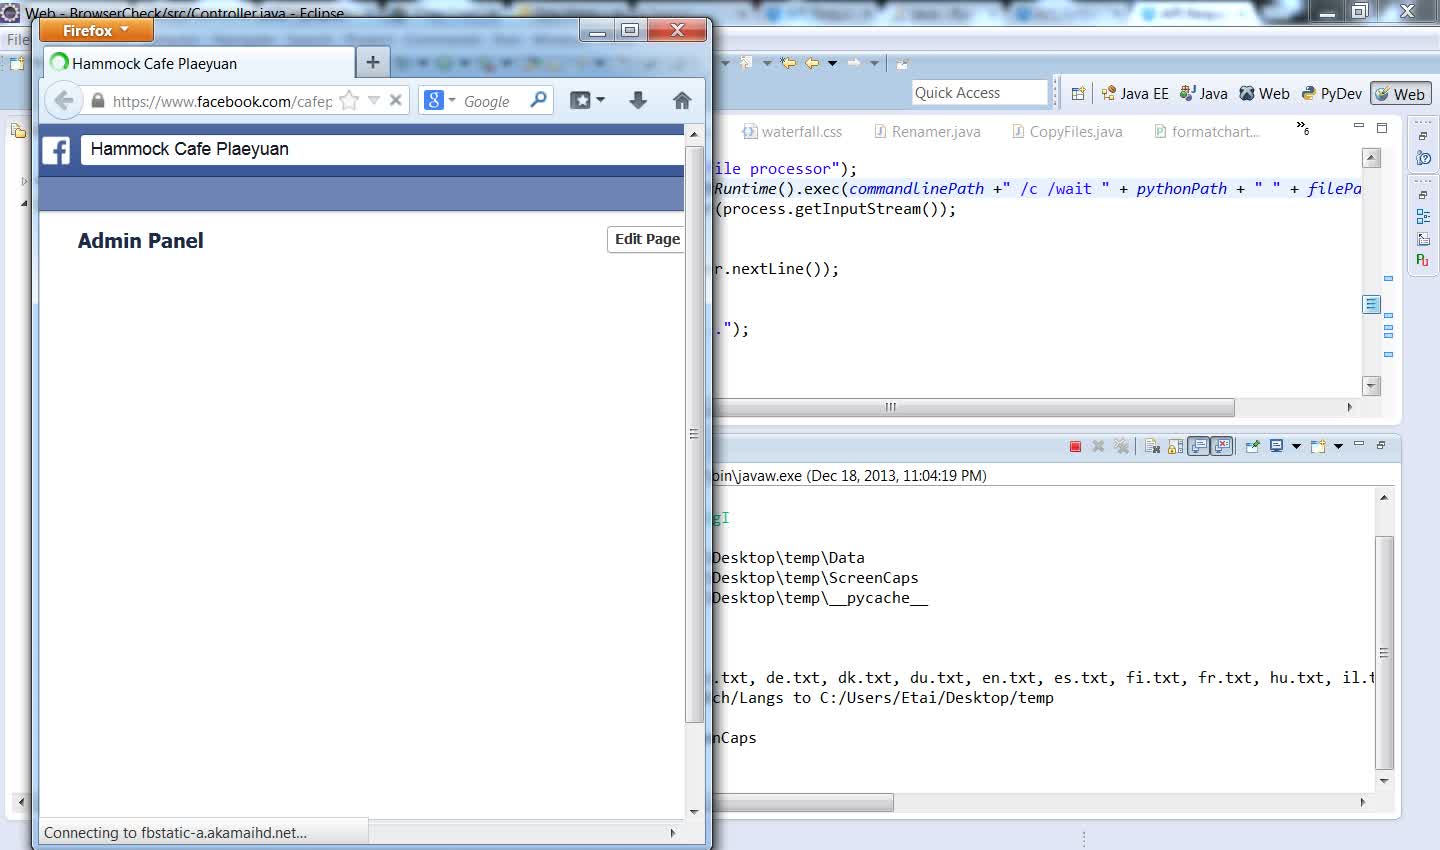 Web - BrowserCheck/src/Controller.java - Eclipse
Firefox
File
Hammock Cafe Plaeyuan
https://www.facebook.com/cafep
Google
Quick Access
Java EE
Java
Web
PyDev
Web
Hammock Cafe Plaeyuan
Admin Panel
Edit Page
waterfall.css
Renamer.java
CopyFiles.java
formatchart...
»6
ile processor");
Runtime().exec(commandlinePath +" /c /wait " + pythonPath + " " + filePa
(process.getInputStream());
r.nextLine());
.");
bin\javaw.exe (Dec 18, 2013, 11:04:19 PM)
g
Desktop\temp\Data
Desktop\temp\ScreenCaps
Desktop\temp\__pycache__
.txt, de.txt, dk.txt, du.txt, en.txt, es.txt, fi.txt, fr.txt, hu.txt, il.t
ch/Langs to C:/Users/Etai/Desktop/temp
nCaps
Connecting to fbstatic-a.akamaihd.net...